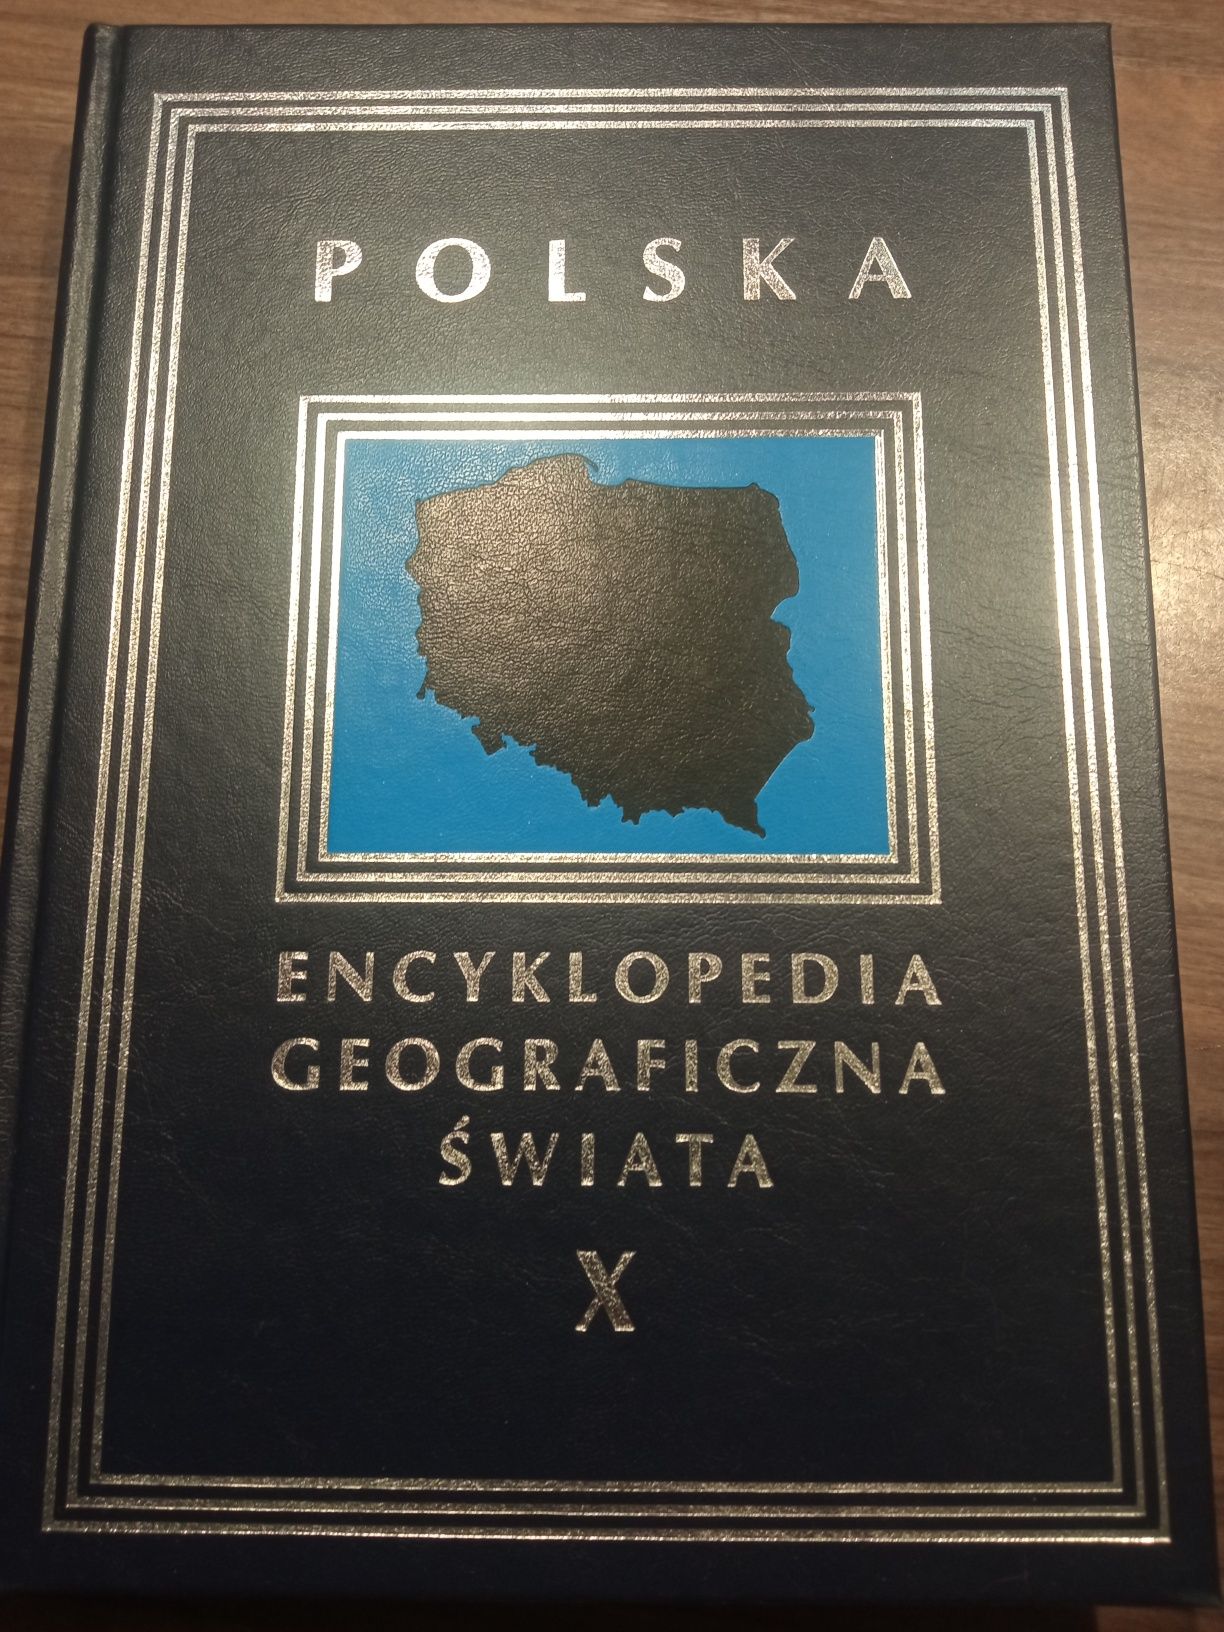 POLSKA
ENCYKLOPEDIA
GEOGRAFICZNA
ŚWIATA
X